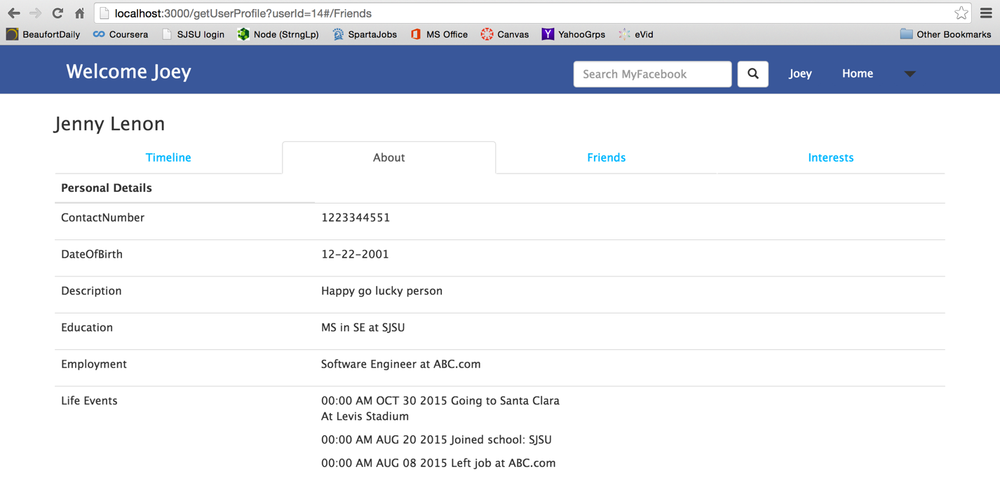 localhost:3000/getUserProfile?userId=14#/Friends
BeaufortDaily Coursera SJSU login Node (StrngLp) SpartaJobs MS Office Canvas YahooGrps eVid Other Bookmarks
Welcome Joey Search MyFacebook Joey Home
Jenny Lenon
Timeline About Friends Interests
Personal Details
ContactNumber 1223344551
DateOfBirth 12-22-2001
Description Happy go lucky person
Education MS in SE at SJSU
Employment Software Engineer at ABC.com
Life Events 00:00 AM OCT 30 2015 Going to Santa Clara
At Levis Stadium
00:00 AM AUG 20 2015 Joined school: SJSU
00:00 AM AUG 08 2015 Left job at ABC.com